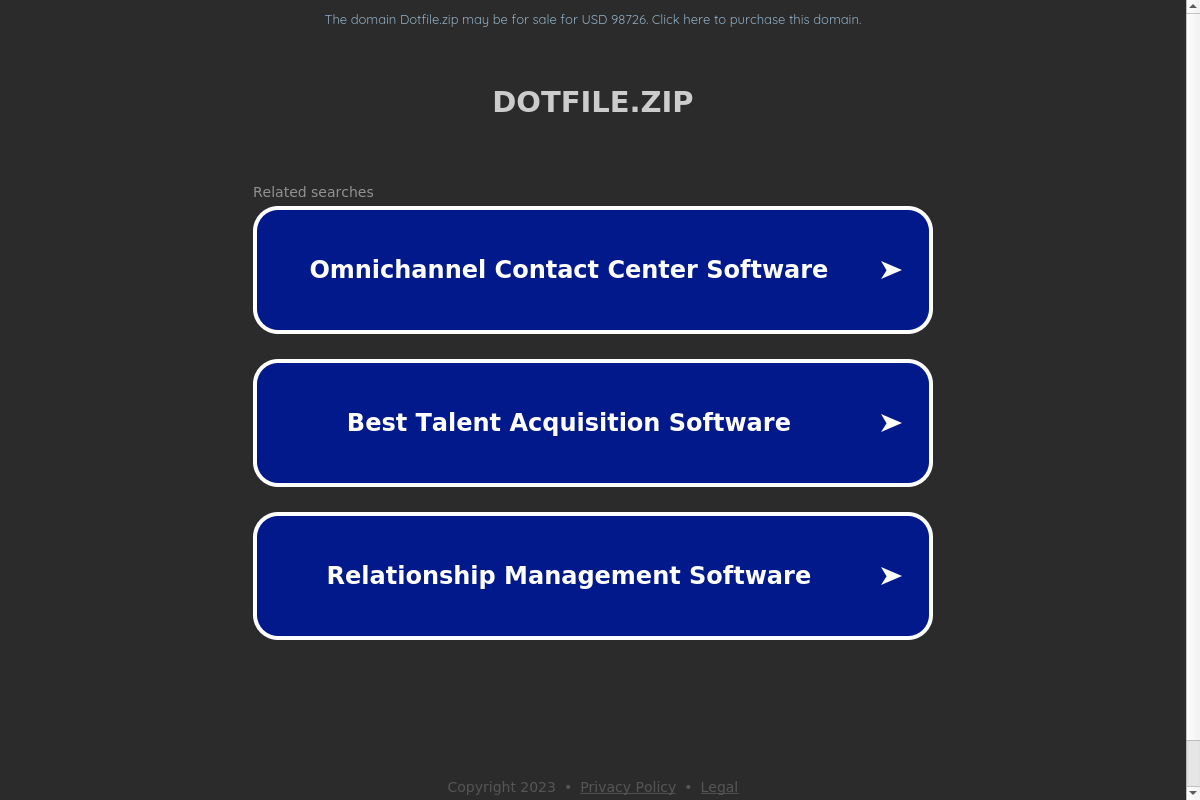 The domain Dotfile.zip may be for sale for USD 98726. Click here to purchase this domain.
DOTFILE.ZIP
Related searches
Omnichannel Contact Center Software
Best Talent Acquisition Software
Relationship Management Software
Copyright 2023 • Privacy Policy • Legal